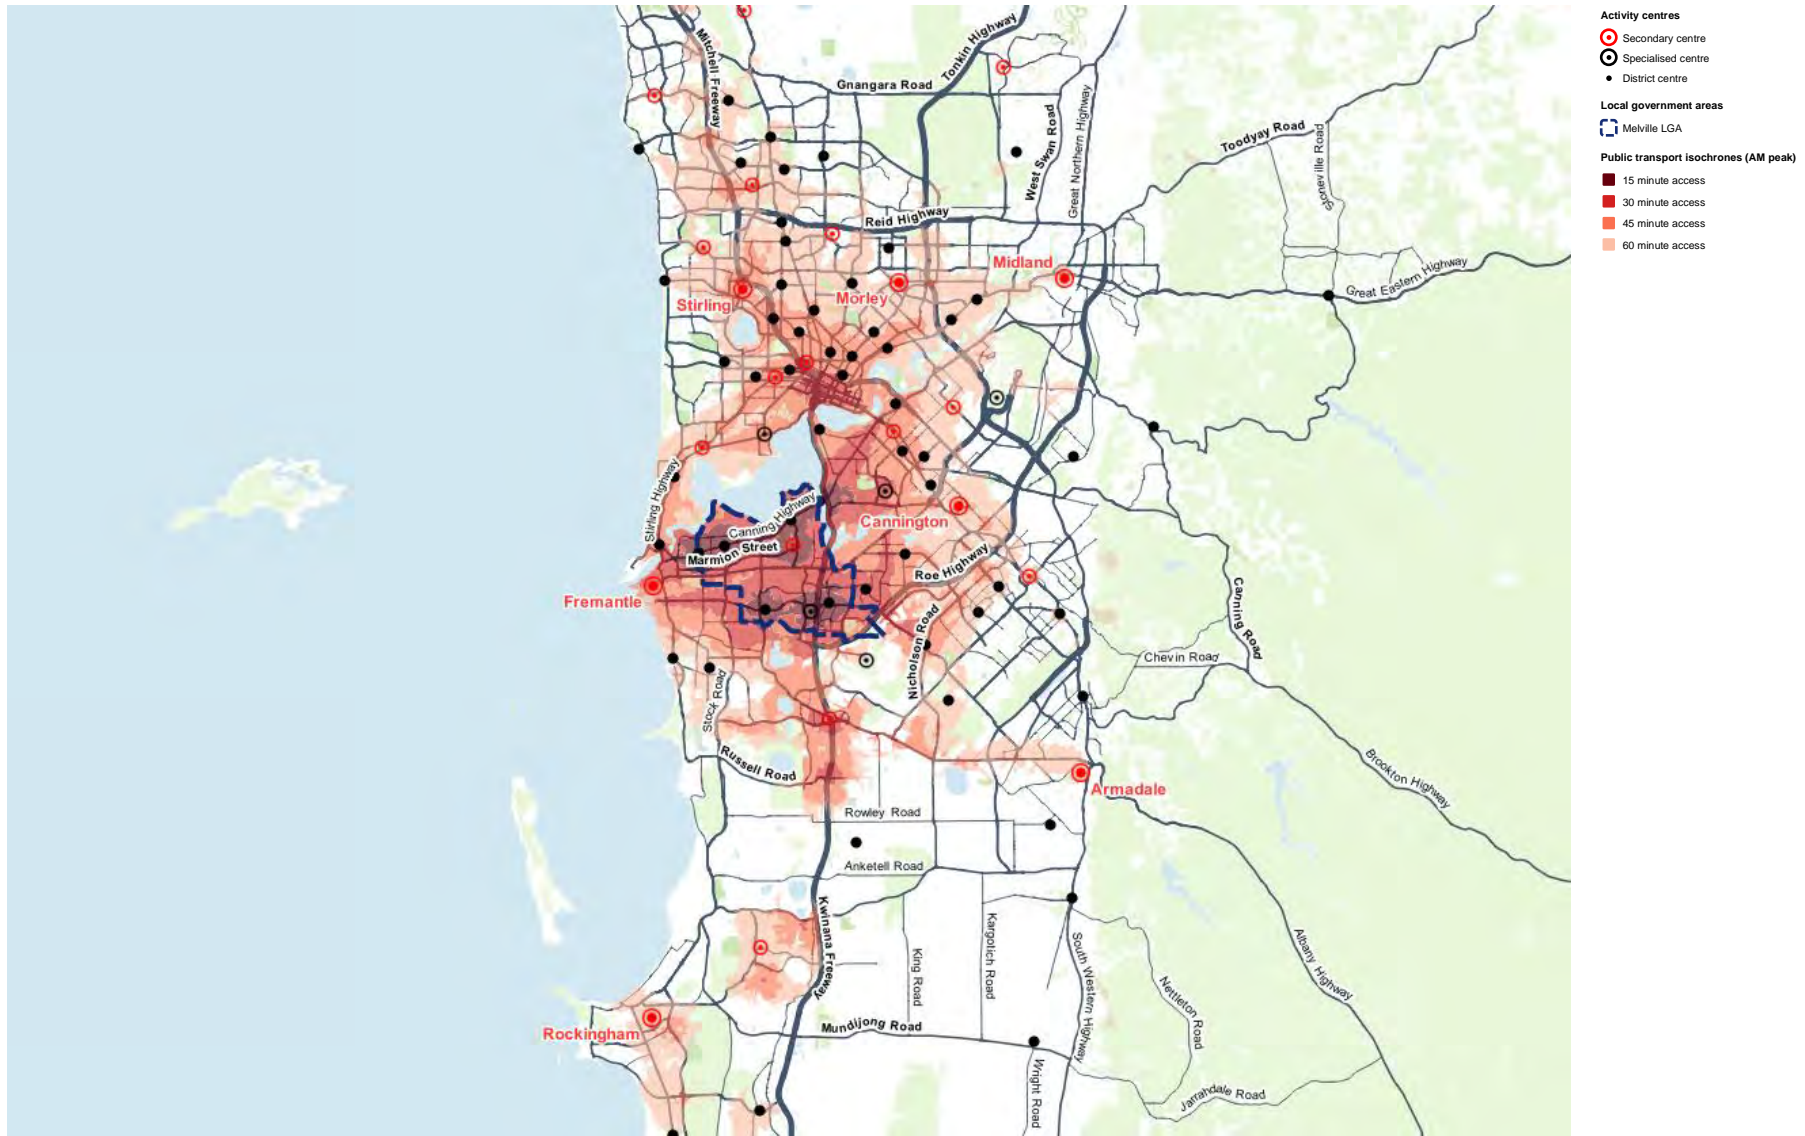 Mitchell Freeway
Tonkin Highway
Gnangara Road
West Swan Road
Great Northern Highway
Toodyay Road
Stoneville Road
Reid Highway
Midland
Great Eastern Highway
Stirling
Morley
Stirling Highway
Canning Highway
Cannington
Marmion Street
Roe Highway
Fremantle
Nicholson Road
Canning Road
Chevin Road
Stock Road
Russell Road
Armadale
Brookton Highway
Rowley Road
Anketell Road
Kwinana Freeway
King Road
Kargotich Road
South Western Highway
Nettleton Road
Albany Highway
Rockingham
Mundijong Road
Wright Road
Jarrahdale Road
Activity centres
Secondary centre
Specialised centre
District centre
Local government areas
Melville LGA
Public transport isochrones (AM peak)
15 minute access
30 minute access
45 minute access
60 minute access